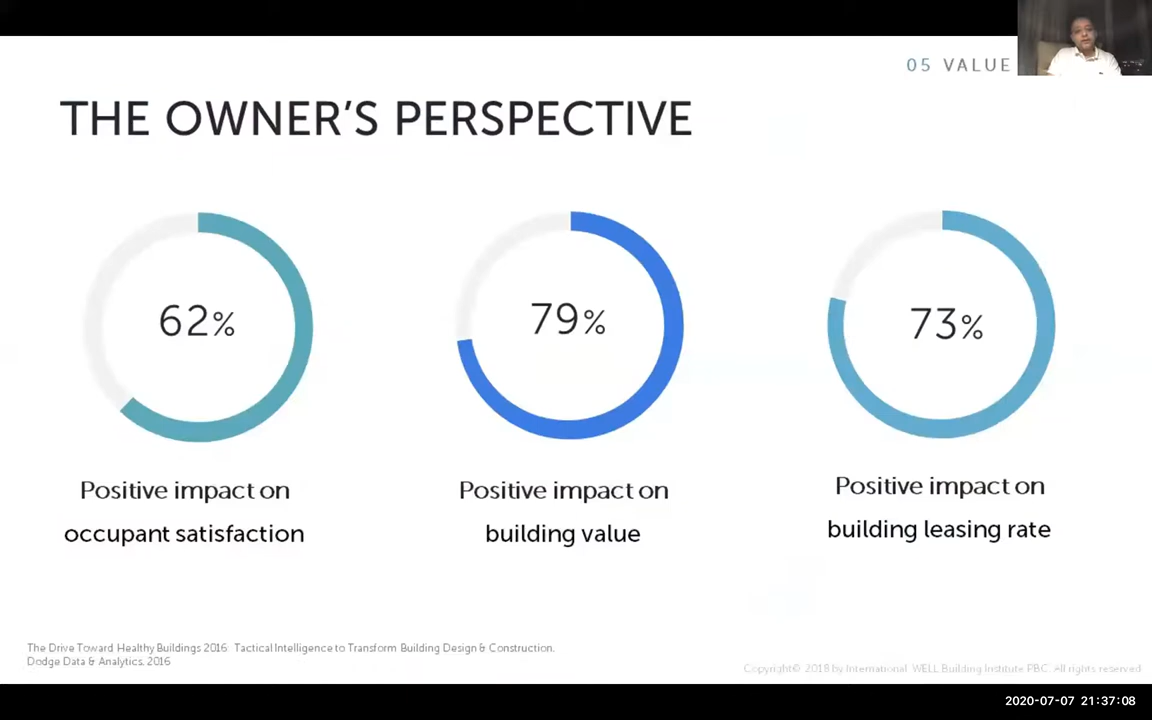 05 VALUE
THE OWNER'S PERSPECTIVE
62%
79%
73%
Positive impact on
occupant satisfaction
Positive impact on
building value
Positive impact on
building leasing rate
The Drive Toward Healthy Buildings 2016 Tactical Intelligence to Transform Building Design & Construction.
Dodge Data & Analytics. 2016
Copyright© 2018 by International WELL Building Institute PBC. All rights reserved
2020-07-07 21:37:08